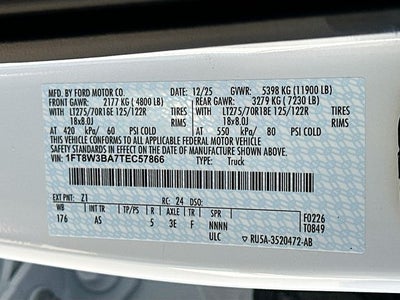 MFD. BY FORD MOTOR CO. 12/25 GVWR: 5398 KG (11900 LB)
FRONT GAWR: 2177 KG (4800 LB) REAR GAWR: 3279 KG (7230 LB)
WITH LT275/70R18E 125/122R TIRES WITH LT275/70R18E 125/122R TIRES
18x8.0J RIMS 18x8.0J RIMS
AT 420 kPa/ 60 PSI COLD AT 550 kPa/ 80 PSI COLD
THIS VEHICLE CONFORMS TO ALL APPLICABLE FEDERAL MOTOR VEHICLE
SAFETY STANDARDS IN EFFECT ON THE DATE OF MANUFACTURE SHOWN ABOVE.
VIN: 1FT8W3BA7TEC57866 TYPE: Truck
EXT PNT: Z1 RC: 24 DSO:
WB INT TR TP/PS R AXLE TR SPR F0226
176 AS 5 3E F NNNN T0849
ULC RU5A-3520472-AB